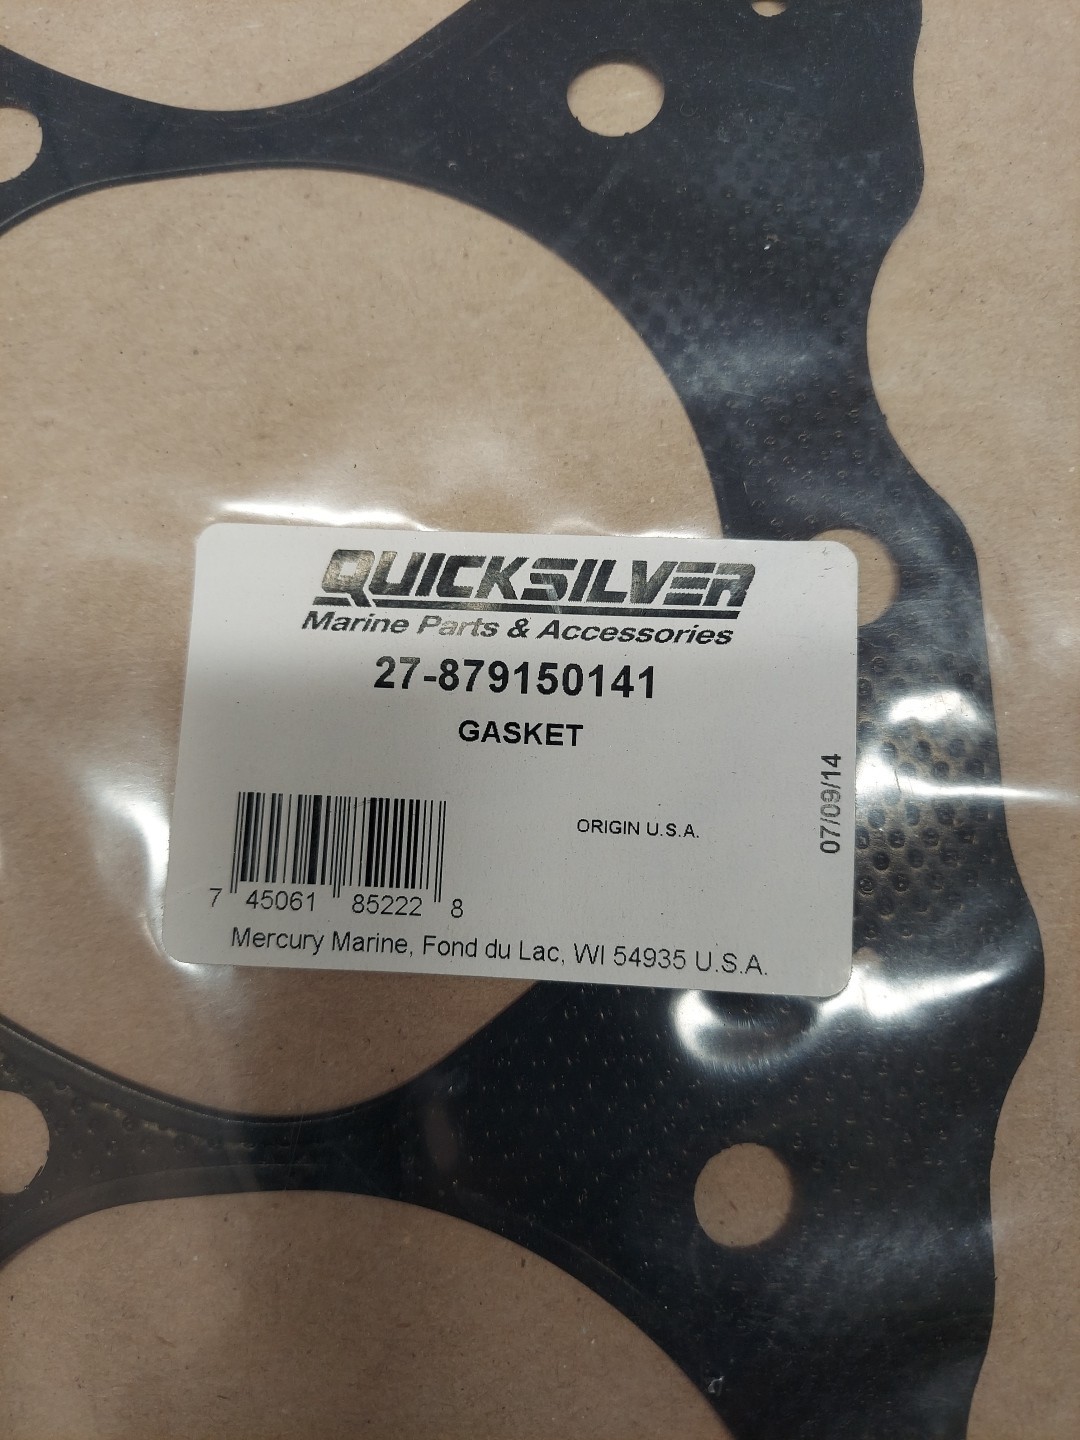 QUICKSILVER
Marine Parts & Accessories
27-879150141
GASKET
07/09/14
ORIGIN U.S.A.
7 45061 85222 8
Mercury Marine, Fond du Lac, WI 54935 U.S.A.